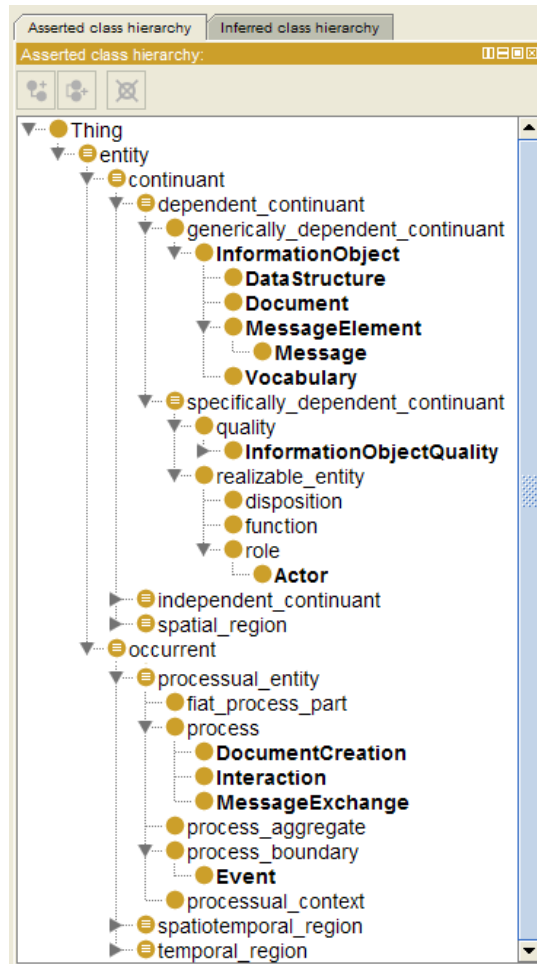 Asserted class hierarchy
Inferred class hierarchy
Asserted class hierarchy:
Thing
entity
continuant
dependent_continuant
generically_dependent_continuant
InformationObject
DataStructure
Document
MessageElement
Message
Vocabulary
specifically_dependent_continuant
quality
InformationObjectQuality
realizable_entity
disposition
function
role
Actor
independent_continuant
spatial_region
occurrent
processual_entity
fiat_process_part
process
DocumentCreation
Interaction
MessageExchange
process_aggregate
process_boundary
Event
processual_context
spatiotemporal_region
temporal_region